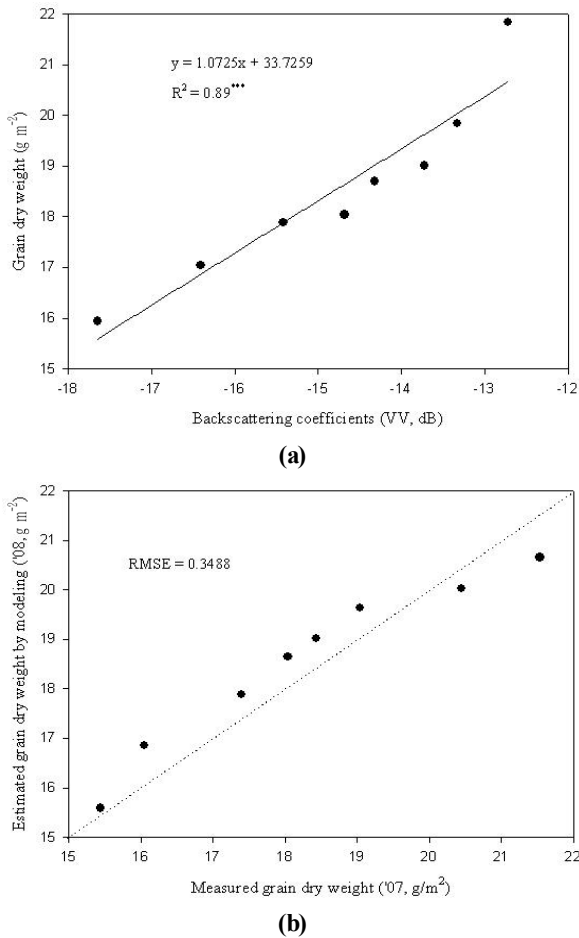 22
21
20
19
18
17
16
15
Grain dry weight (g m⁻²)
y = 1.0725x + 33.7259
R² = 0.89***
-18 -17 -16 -15 -14 -13 -12
Backscattering coefficients (VV, dB)
(a)
22
21
20
19
18
17
16
15
Estimated grain dry weight by modeling ('08, g m⁻²)
RMSE = 0.3488
15 16 17 18 19 20 21 22
Measured grain dry weight ('07, g/m²)
(b)